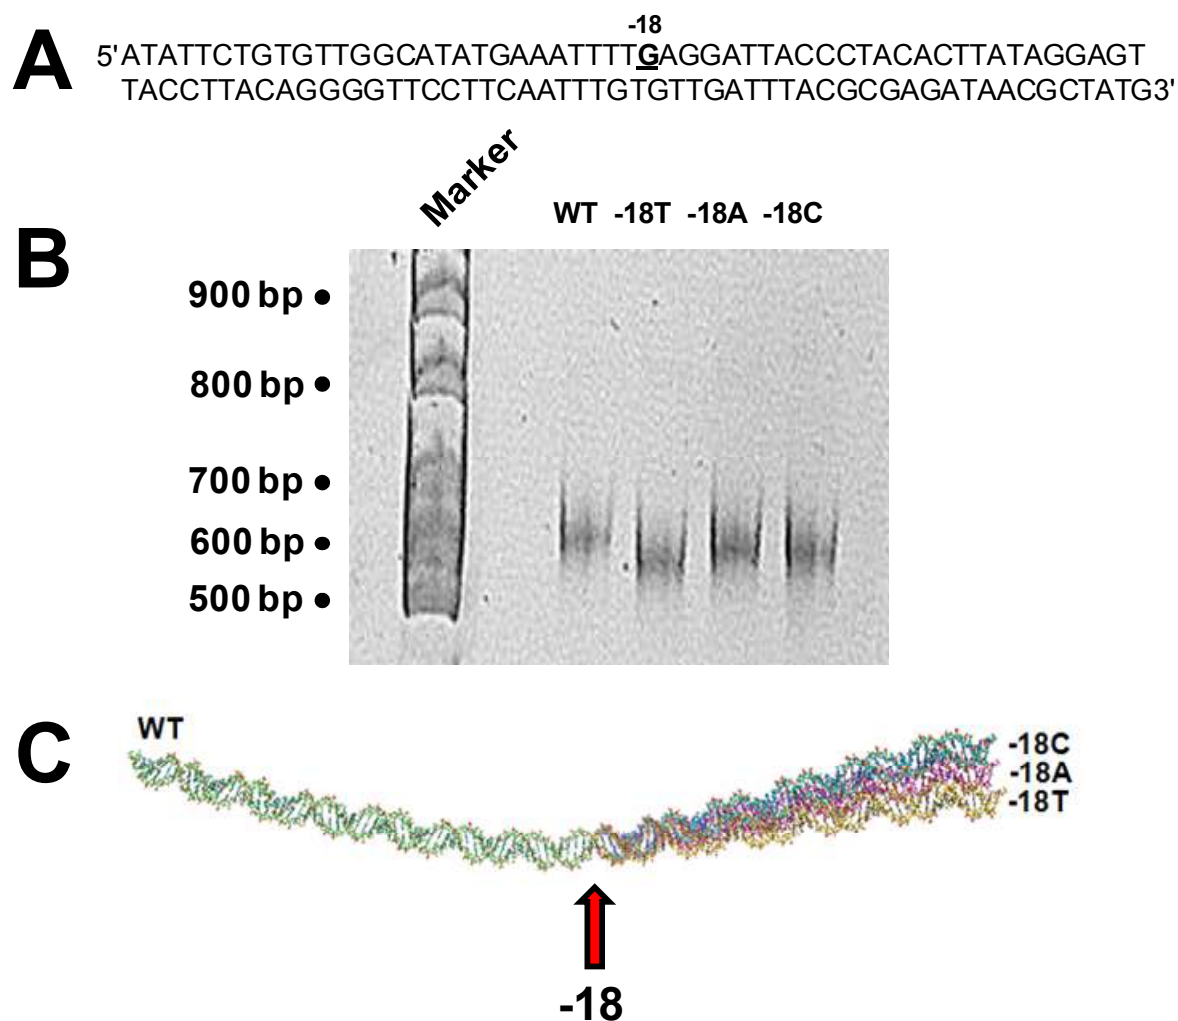 A
-18
5'ATATTCTGTGTTGGCATATGAAATTTTGAGGATTACCCTACACTTATAGGAGT
TACCTTACAGGGGTTCCTTCAATTTGTGTTGATTTACGCGAGATAACGCTATG3'
Marker
WT -18T -18A -18C
B
900 bp
800 bp
700 bp
600 bp
500 bp
C
WT
-18C
-18A
-18T
-18